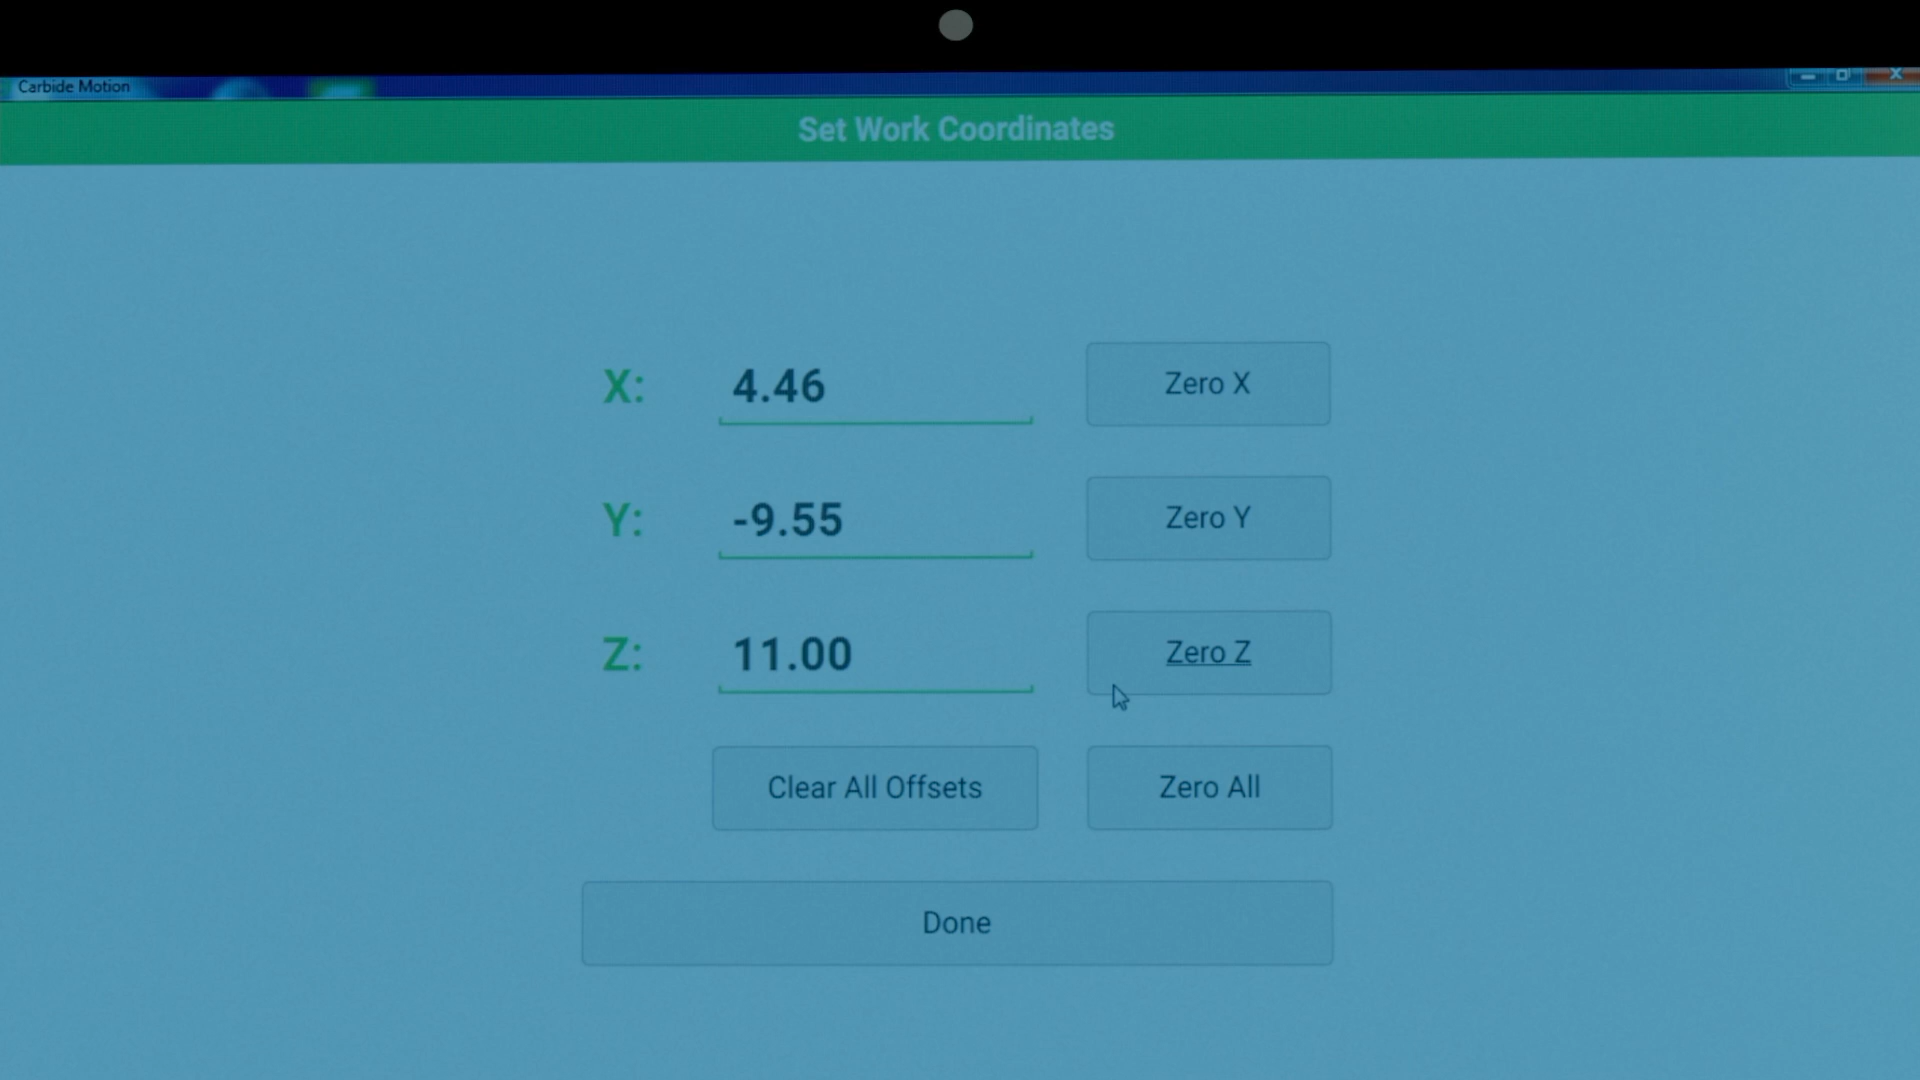 Carbide Motion
Set Work Coordinates
X: 4.46 Zero X
Y: -9.55 Zero Y
Z: 11.00 Zero Z
Clear All Offsets Zero All
Done